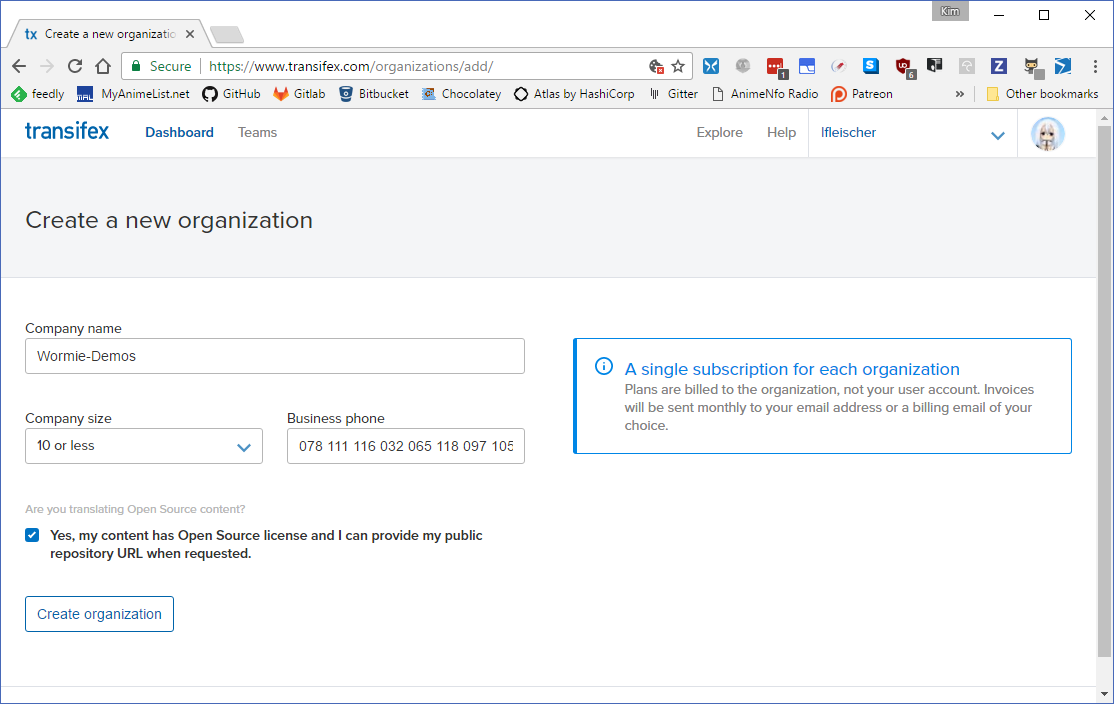 Kim
tx Create a new organizatio
Secure https://www.transifex.com/organizations/add/
1
6
feedly MyAnimeList.net GitHub Gitlab Bitbucket Chocolatey Atlas by HashiCorp Gitter AnimeNfo Radio Patreon » Other bookmarks
transifex Dashboard Teams Explore Help lfleischer
Create a new organization
Company name
Wormie-Demos
Company size Business phone
10 or less 078 111 116 032 065 118 097 105
Are you translating Open Source content?
Yes, my content has Open Source license and I can provide my public
repository URL when requested.
Create organization
A single subscription for each organization
Plans are billed to the organization, not your user account. Invoices
will be sent monthly to your email address or a billing email of your
choice.